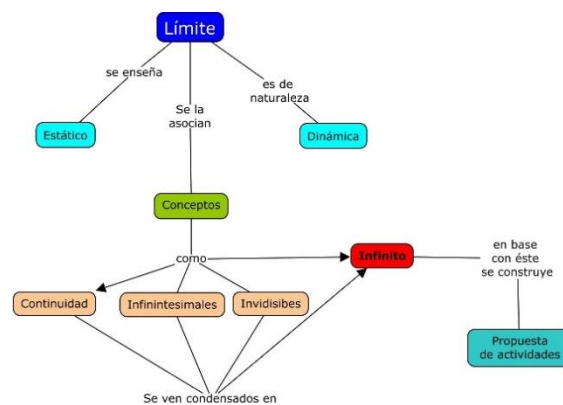 Límite
se enseña
es de
naturaleza
Se la
asocian
Estático
Dinámica
Conceptos
como
Infinito
en base
con éste
se construye
Continuidad
Infinintesimales
Invidisibes
Propuesta
de actividades
Se ven condensados en